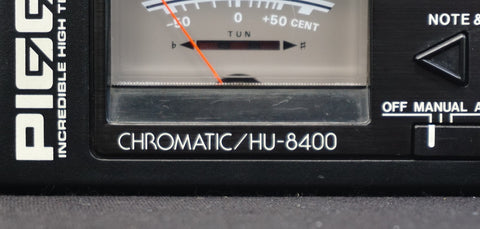 -50 0 +50 CENT
TUN
♭ ♯
CHROMATIC/HU-8400
INCREDIBLE HIGH
NOTE &
OFF MANUAL